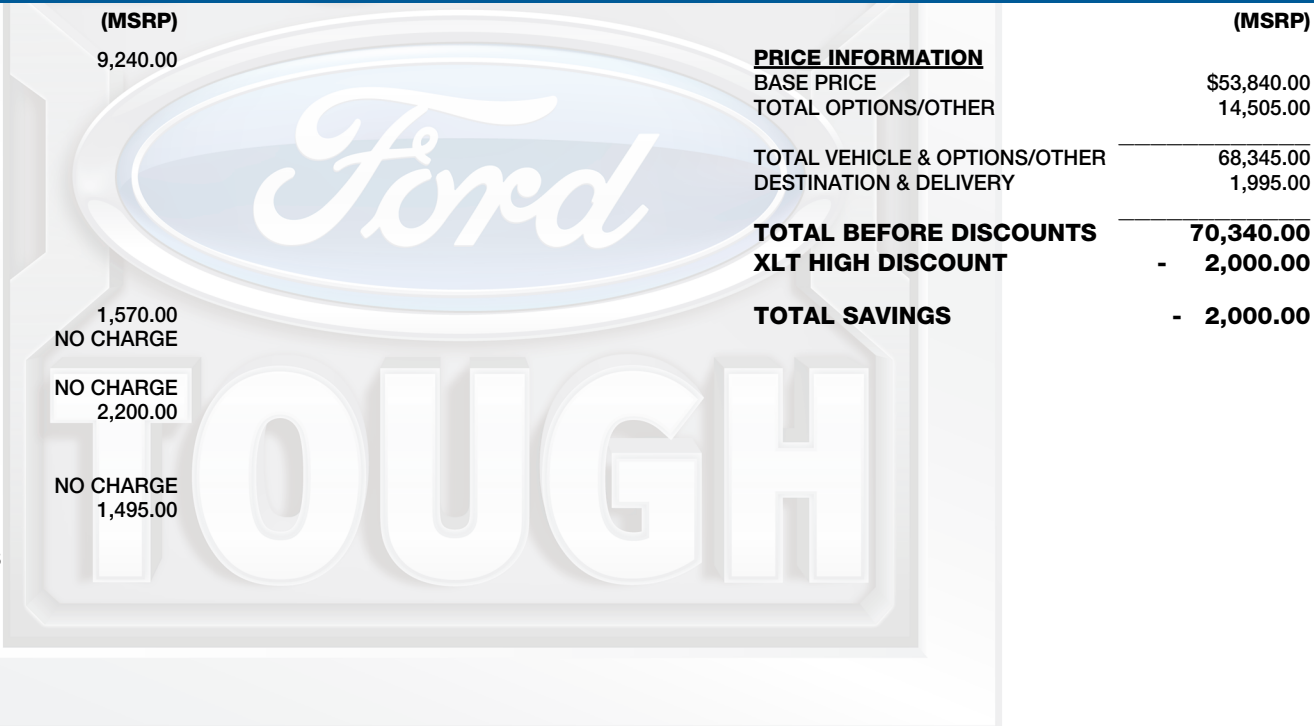 (MSRP)
9,240.00
1,570.00
NO CHARGE
NO CHARGE
2,200.00
NO CHARGE
1,495.00
Ford
TOUGH
(MSRP)
PRICE INFORMATION
BASE PRICE $53,840.00
TOTAL OPTIONS/OTHER 14,505.00
TOTAL VEHICLE & OPTIONS/OTHER 68,345.00
DESTINATION & DELIVERY 1,995.00
TOTAL BEFORE DISCOUNTS 70,340.00
XLT HIGH DISCOUNT - 2,000.00
TOTAL SAVINGS - 2,000.00